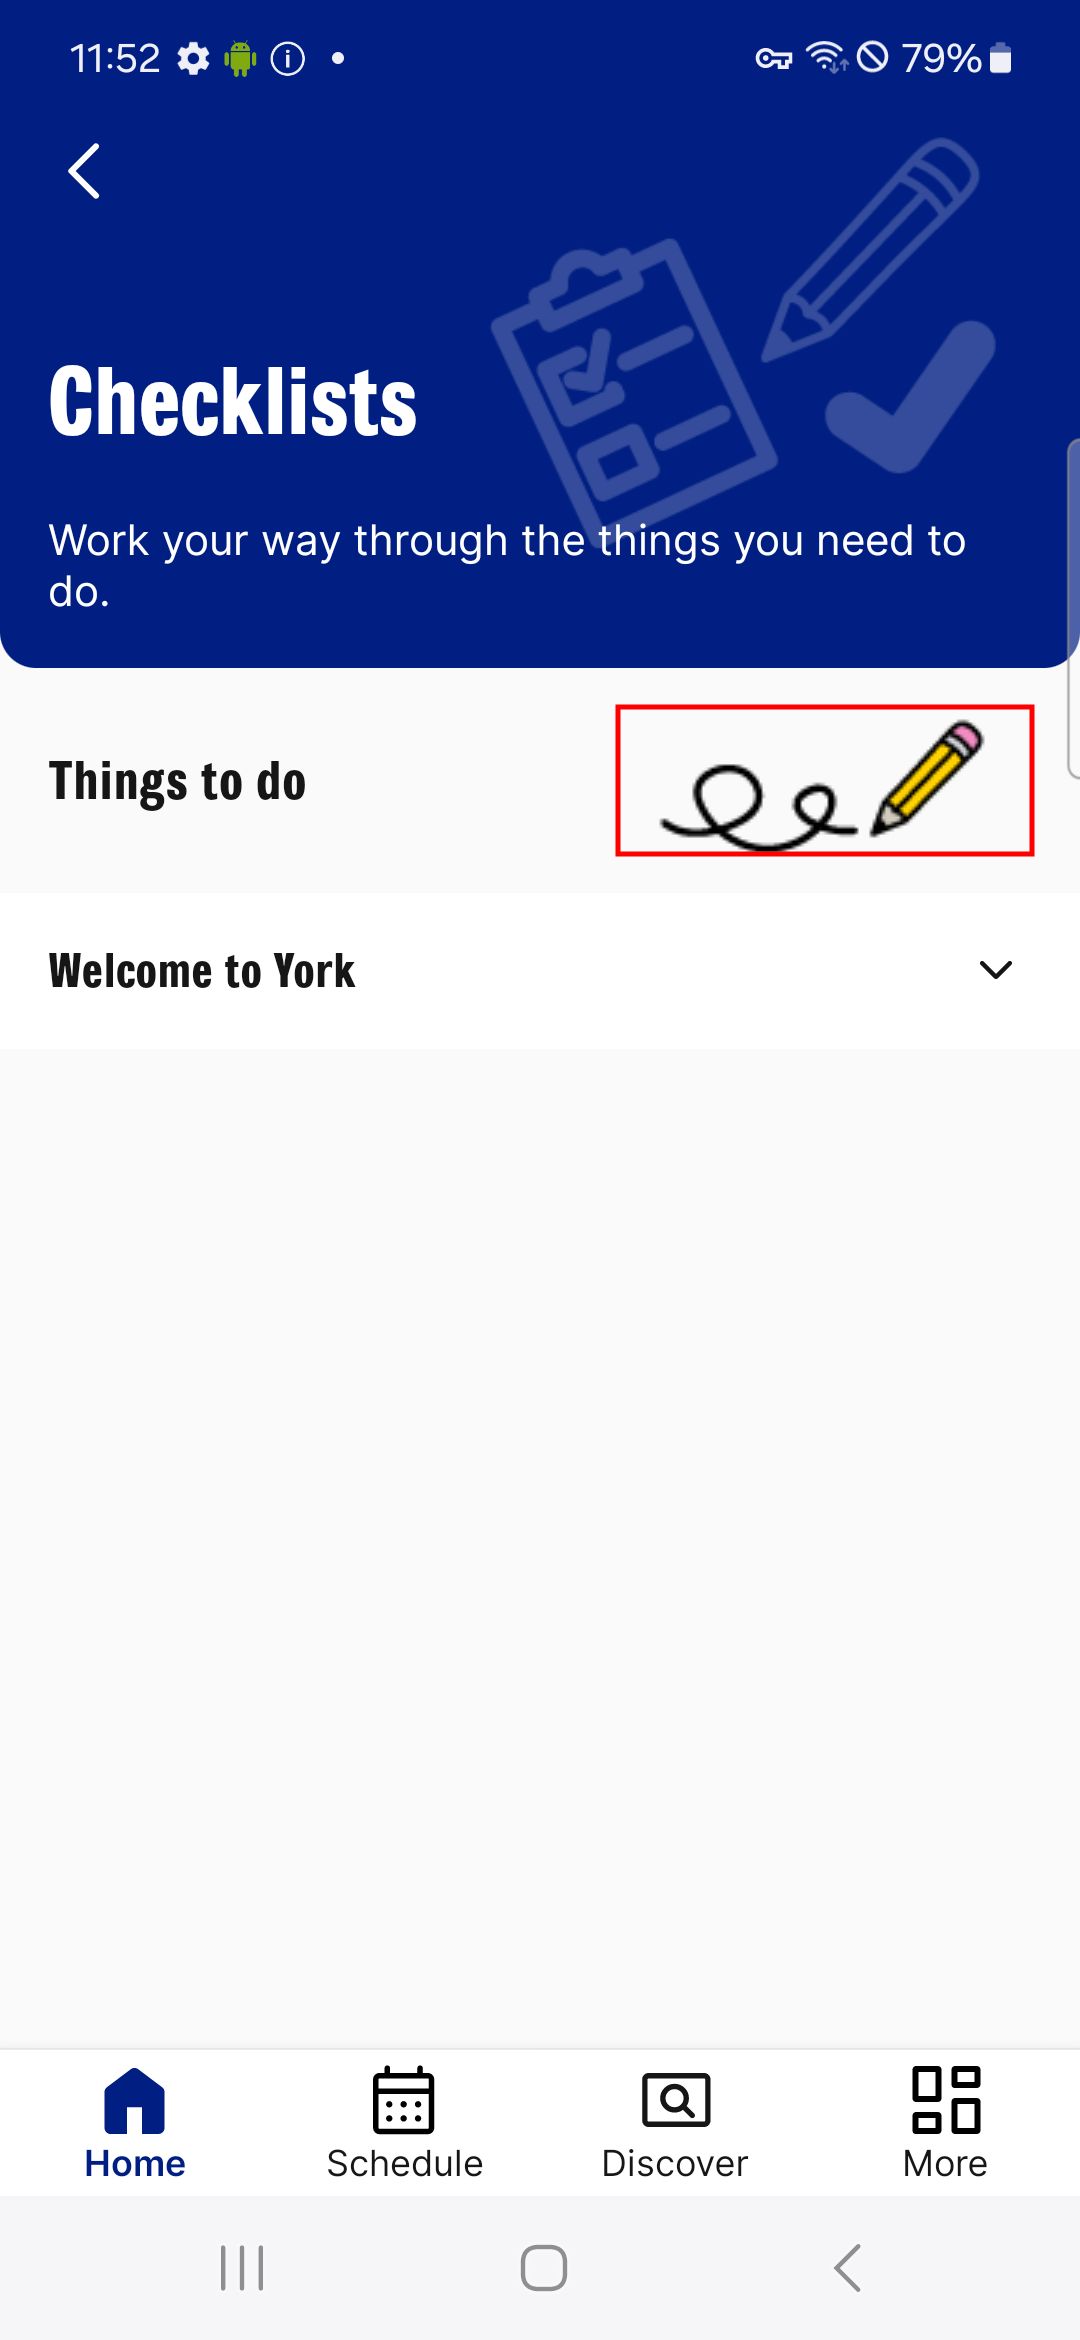 11:52
79%
Checklists
Work your way through the things you need to
do.
Things to do
Welcome to York
Home
Schedule
Discover
More